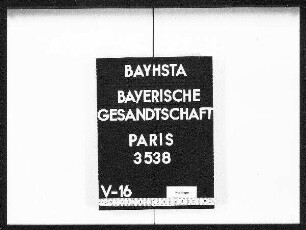 BAYHSTA
BAYERISCHE
GESANDTSCHAFT
PARIS
3538
V-16